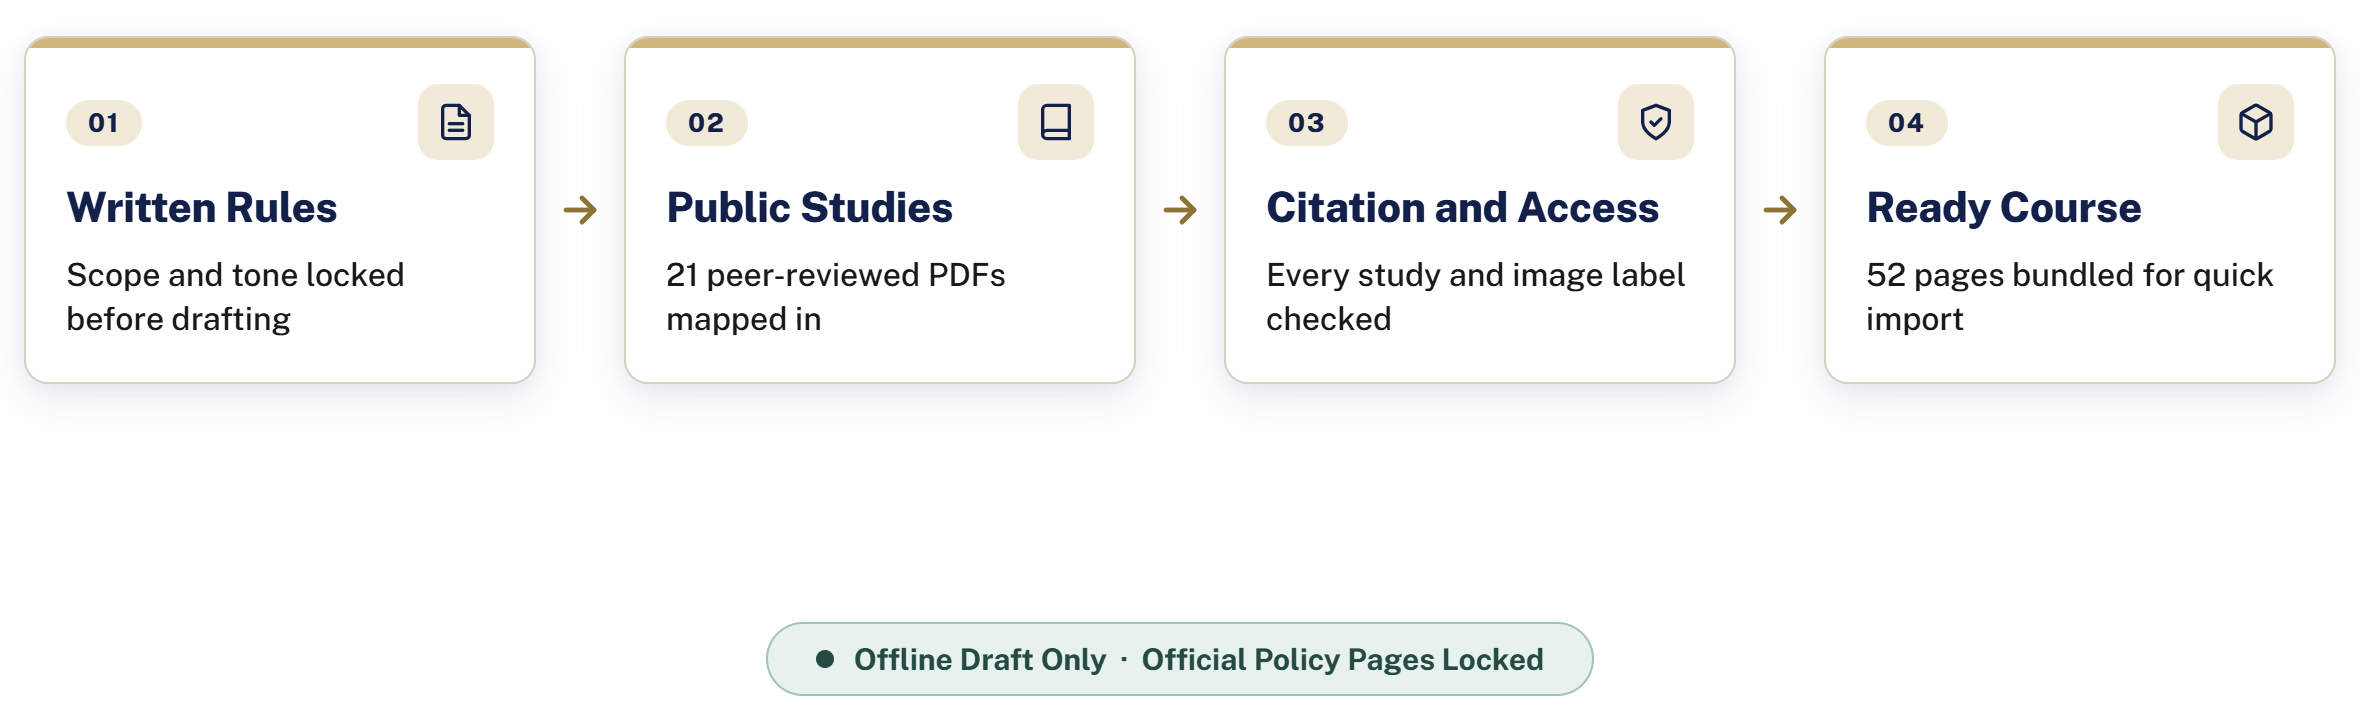 01
Written Rules
Scope and tone locked
before drafting
02
Public Studies
21 peer-reviewed PDFs
mapped in
03
Citation and Access
Every study and image label
checked
04
Ready Course
52 pages bundled for quick
import
Offline Draft Only · Official Policy Pages Locked